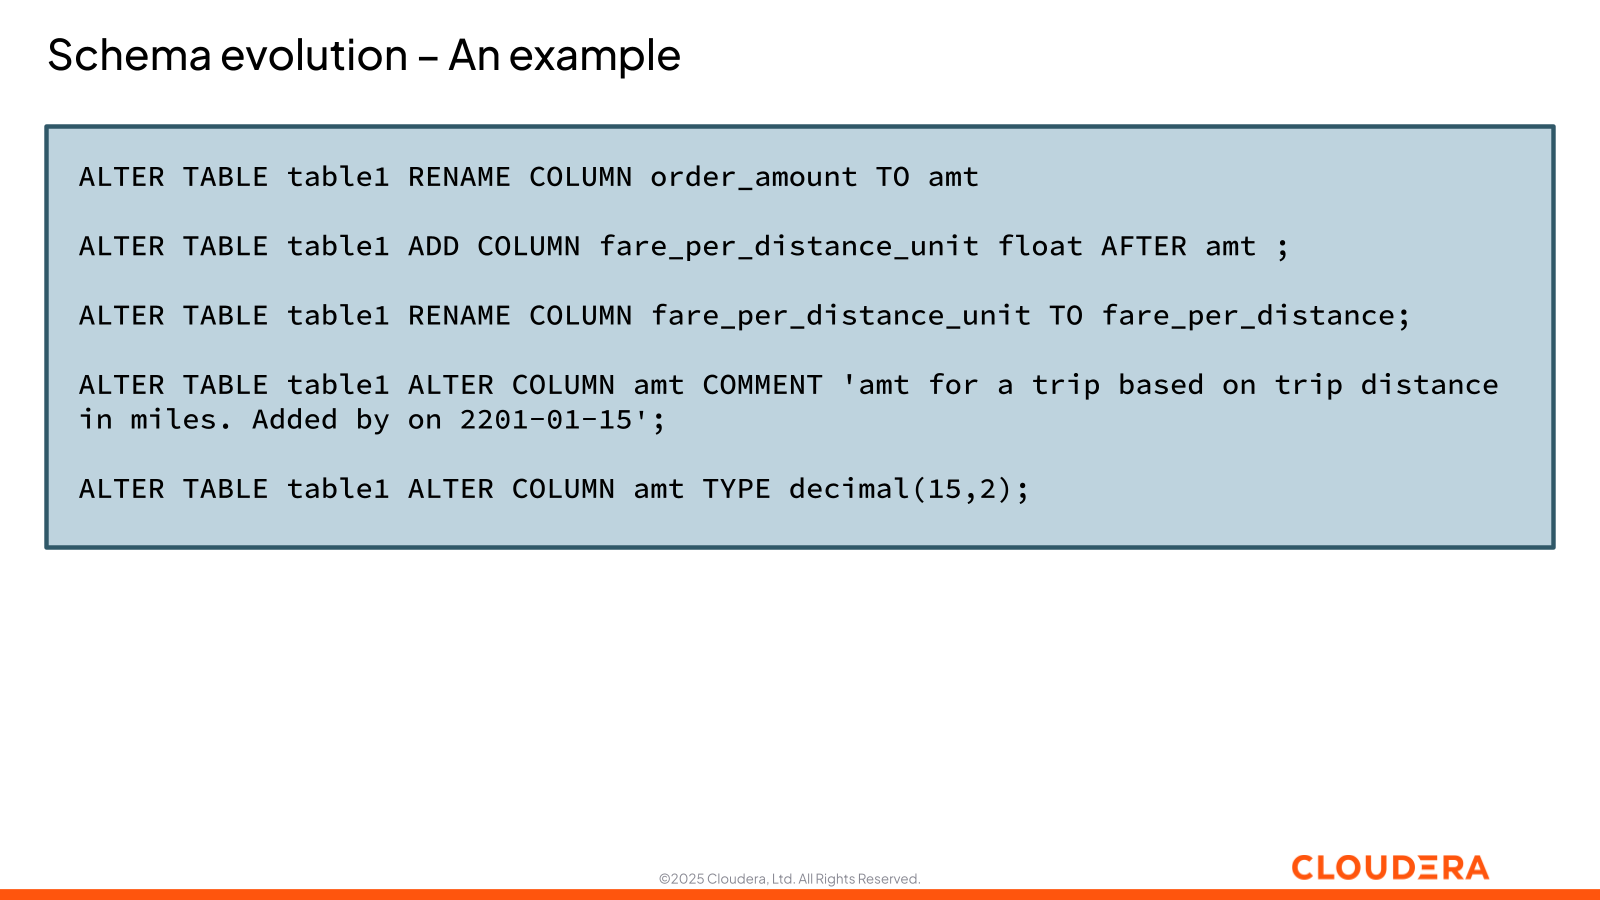 Schema evolution – An example
ALTER TABLE table1 RENAME COLUMN order_amount TO amt
ALTER TABLE table1 ADD COLUMN fare_per_distance_unit float AFTER amt ;
ALTER TABLE table1 RENAME COLUMN fare_per_distance_unit TO fare_per_distance;
ALTER TABLE table1 ALTER COLUMN amt COMMENT 'amt for a trip based on trip distance
in miles. Added by on 2201-01-15';
ALTER TABLE table1 ALTER COLUMN amt TYPE decimal(15,2);
©2025 Cloudera, Ltd. All Rights Reserved.
CLOUDERA